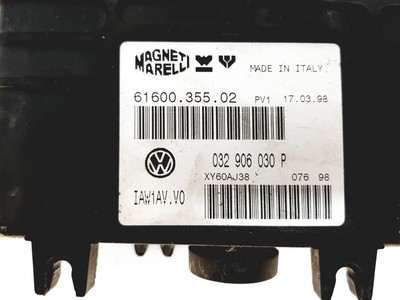 MAGNETI
MARELLI
MADE IN ITALY
61600.355.02 PV1 17.03.98
032 906 030 P
XY60AJ38 076 98
IAW1AV.V0